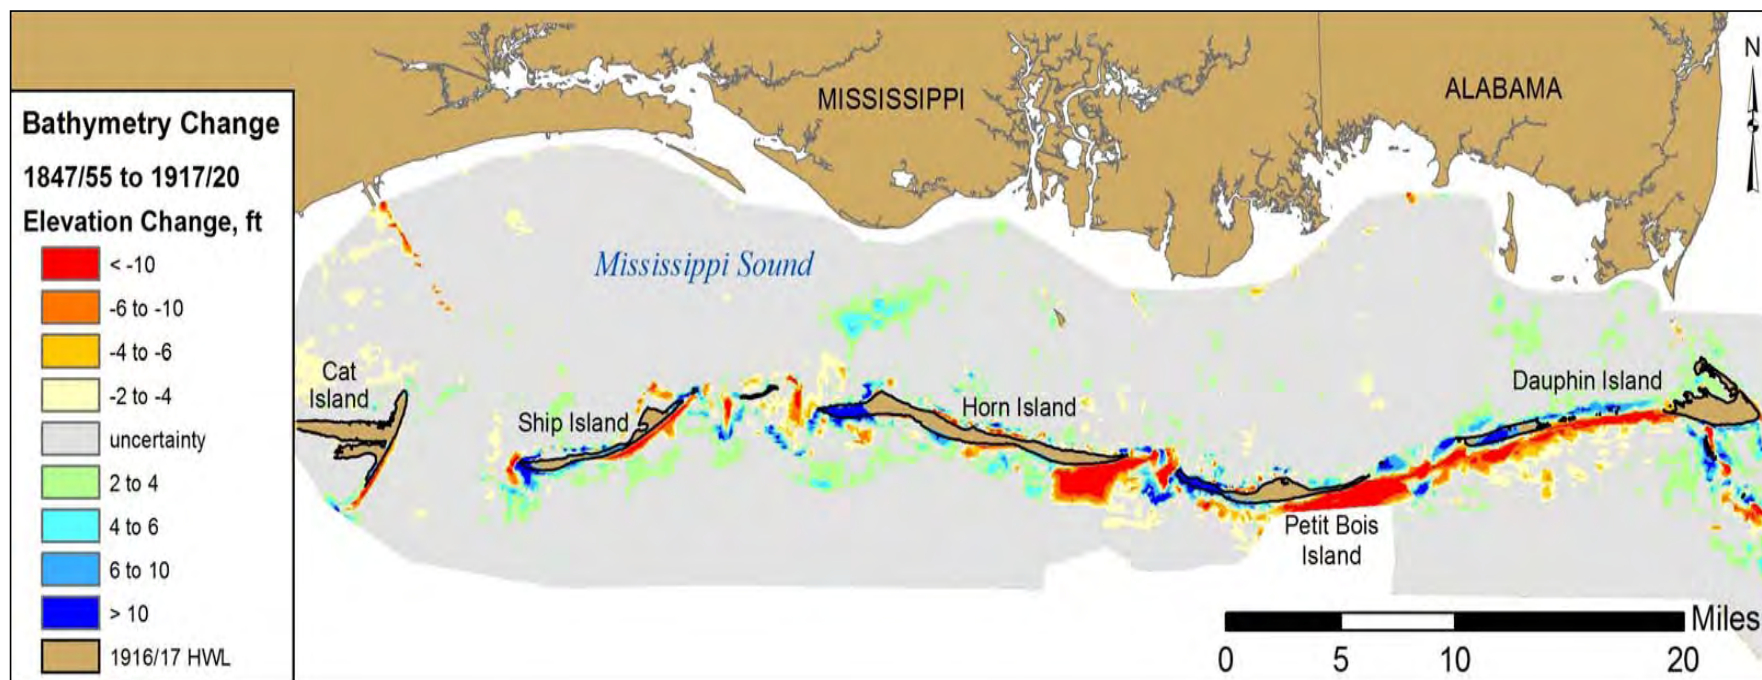 MISSISSIPPI
ALABAMA
N
Bathymetry Change
1847/55 to 1917/20
Elevation Change, ft
< -10
-6 to -10
-4 to -6
-2 to -4
uncertainty
2 to 4
4 to 6
6 to 10
> 10
1916/17 HWL
Mississippi Sound
Cat
Island
Ship Island
Horn Island
Dauphin Island
Petit Bois
Island
Miles
0 5 10 20